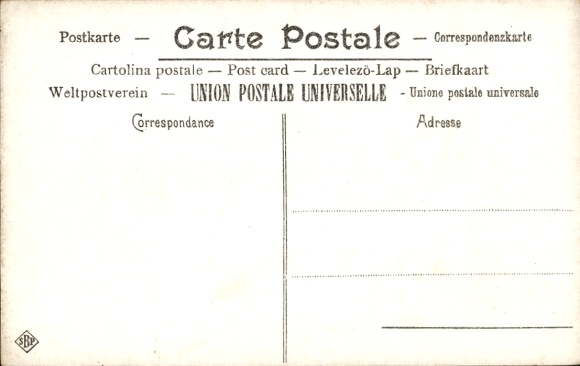 Postkarte — Carte Postale — Correspondenzkarte
Cartolina postale — Post card — Levelezö-Lap — Briefkaart
Weltpostverein — UNION POSTALE UNIVERSELLE - Unione postale universale
Correspondance
Adresse
SBP